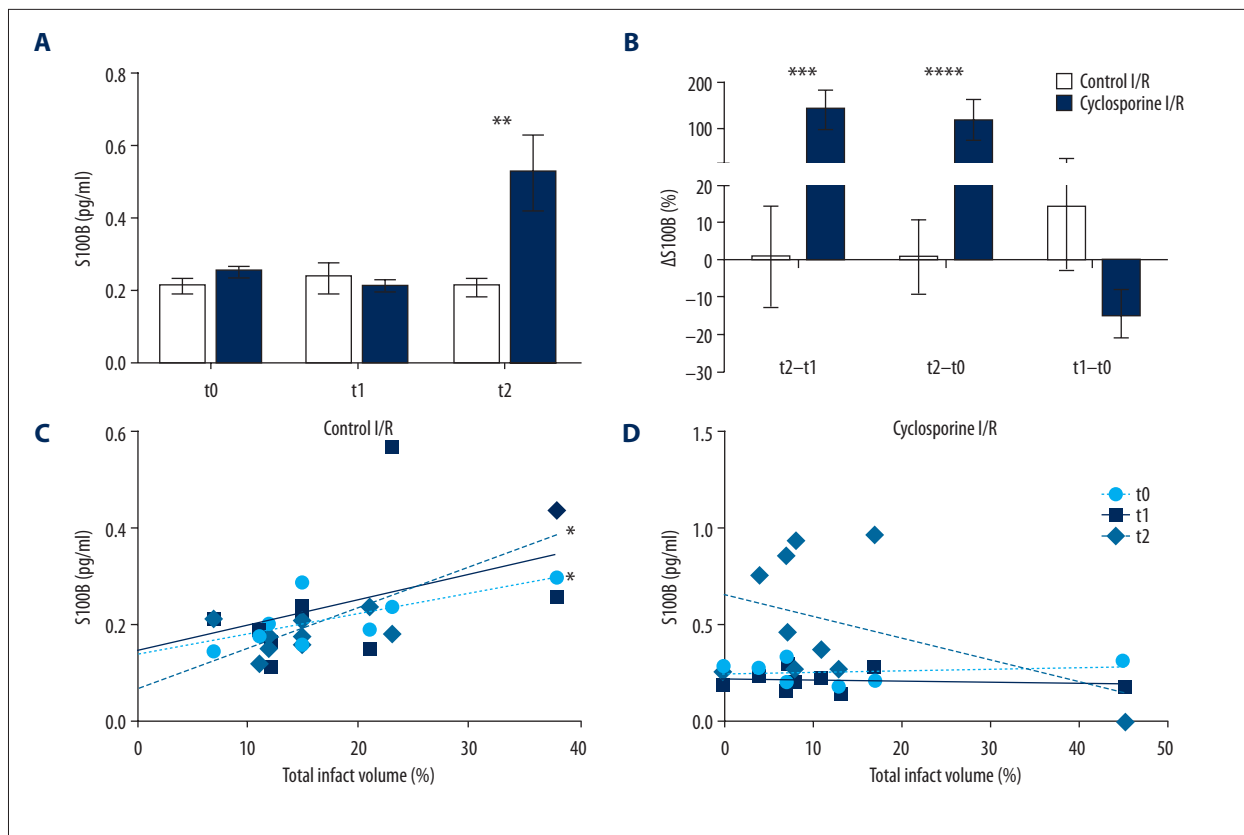 A
S100B (pg/ml)
0.8
0.6
0.4
0.2
0.0
**
t0 t1 t2
B
ΔS100B (%)
200
100
20
10
0
−10
−20
−30
*** ****
Control I/R
Cyclosporine I/R
t2–t1 t2–t0 t1–t0
C
Control I/R
S100B (pg/ml)
0.6
0.4
0.2
0.0
*
*
0 10 20 30 40
Total infact volume (%)
D
Cyclosporine I/R
S100B (pg/ml)
1.5
1.0
0.5
0.0
t0
t1
t2
0 10 20 30 40 50
Total infact volume (%)